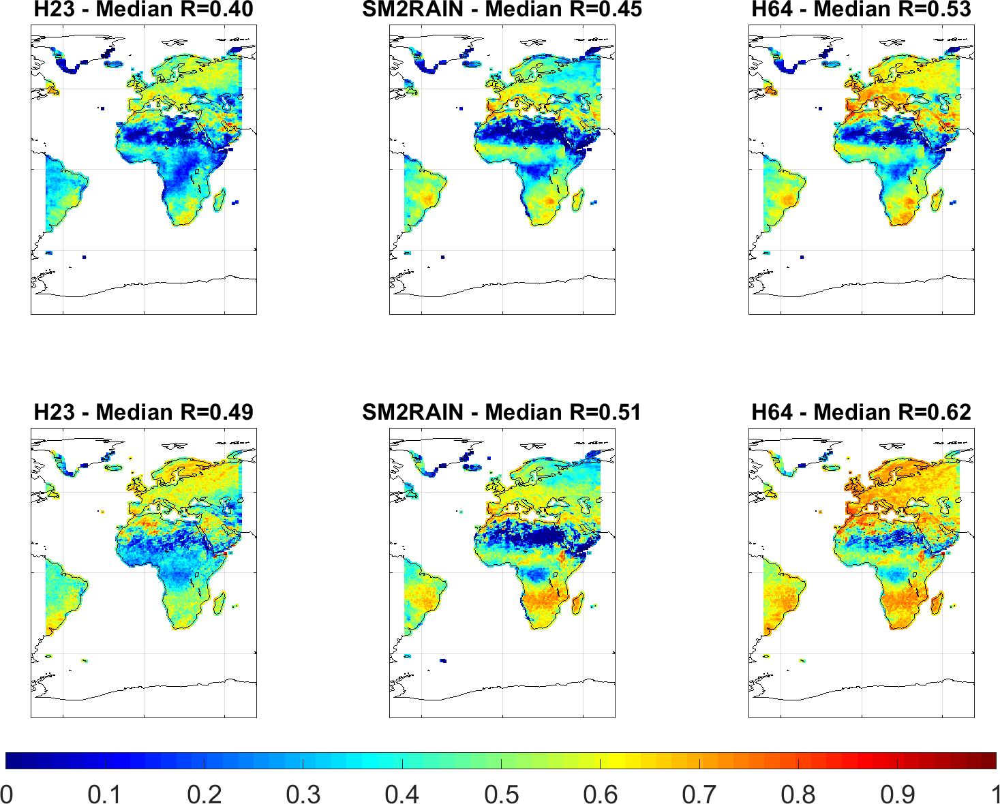 H23 - Median R=0.40
SM2RAIN - Median R=0.45
H64 - Median R=0.53
H23 - Median R=0.49
SM2RAIN - Median R=0.51
H64 - Median R=0.62
0 0.1 0.2 0.3 0.4 0.5 0.6 0.7 0.8 0.9 1